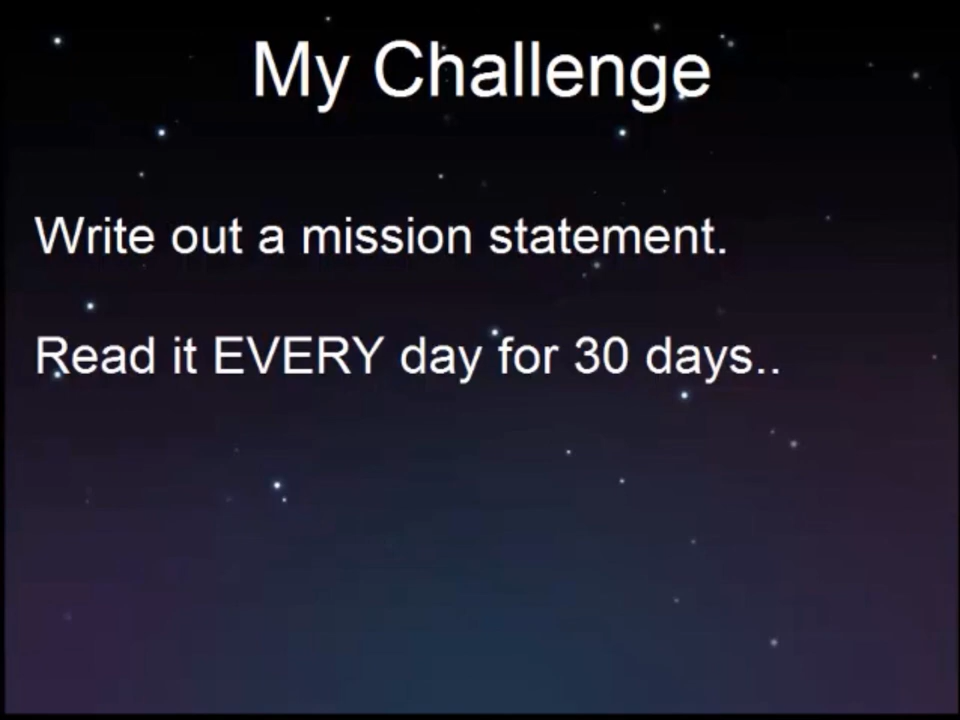 My Challenge
Write out a mission statement.
Read it EVERY day for 30 days..